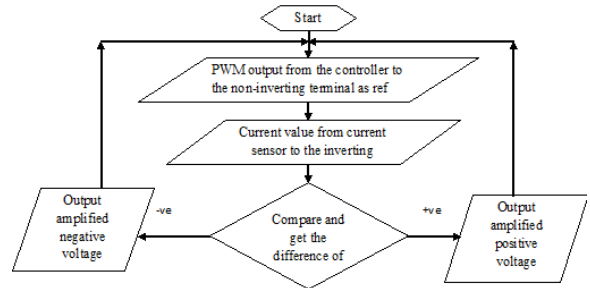 Start
PWM output from the controller to
the non-inverting terminal as ref
Current value from current
sensor to the inverting
Output
amplified
negative
voltage
-ve
Compare and
get the
difference of
+ve
Output
amplified
positive
voltage